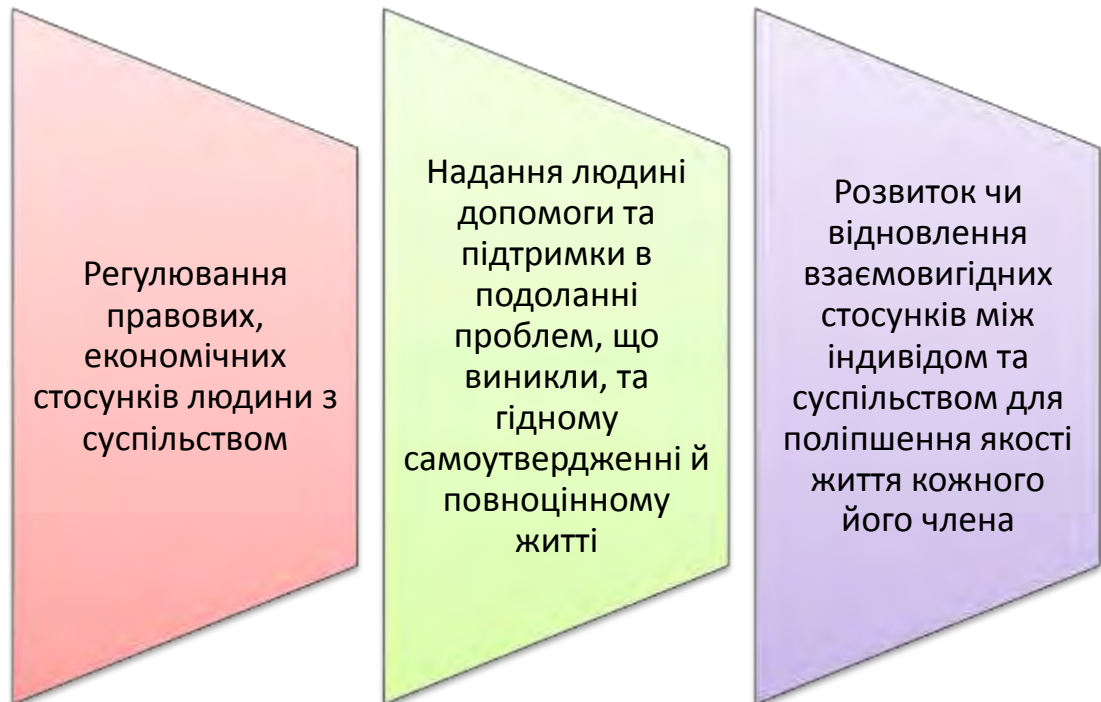 Регулювання
правових,
економічних
стосунків людини з
суспільством
Надання людині
допомоги та
підтримки в
подоланні
проблем, що
виникли, та
гідному
самоутвердженні й
повноцінному
житті
Розвиток чи
відновлення
взаємовигідних
стосунків між
індивідом та
суспільством для
поліпшення якості
життя кожного
його члена